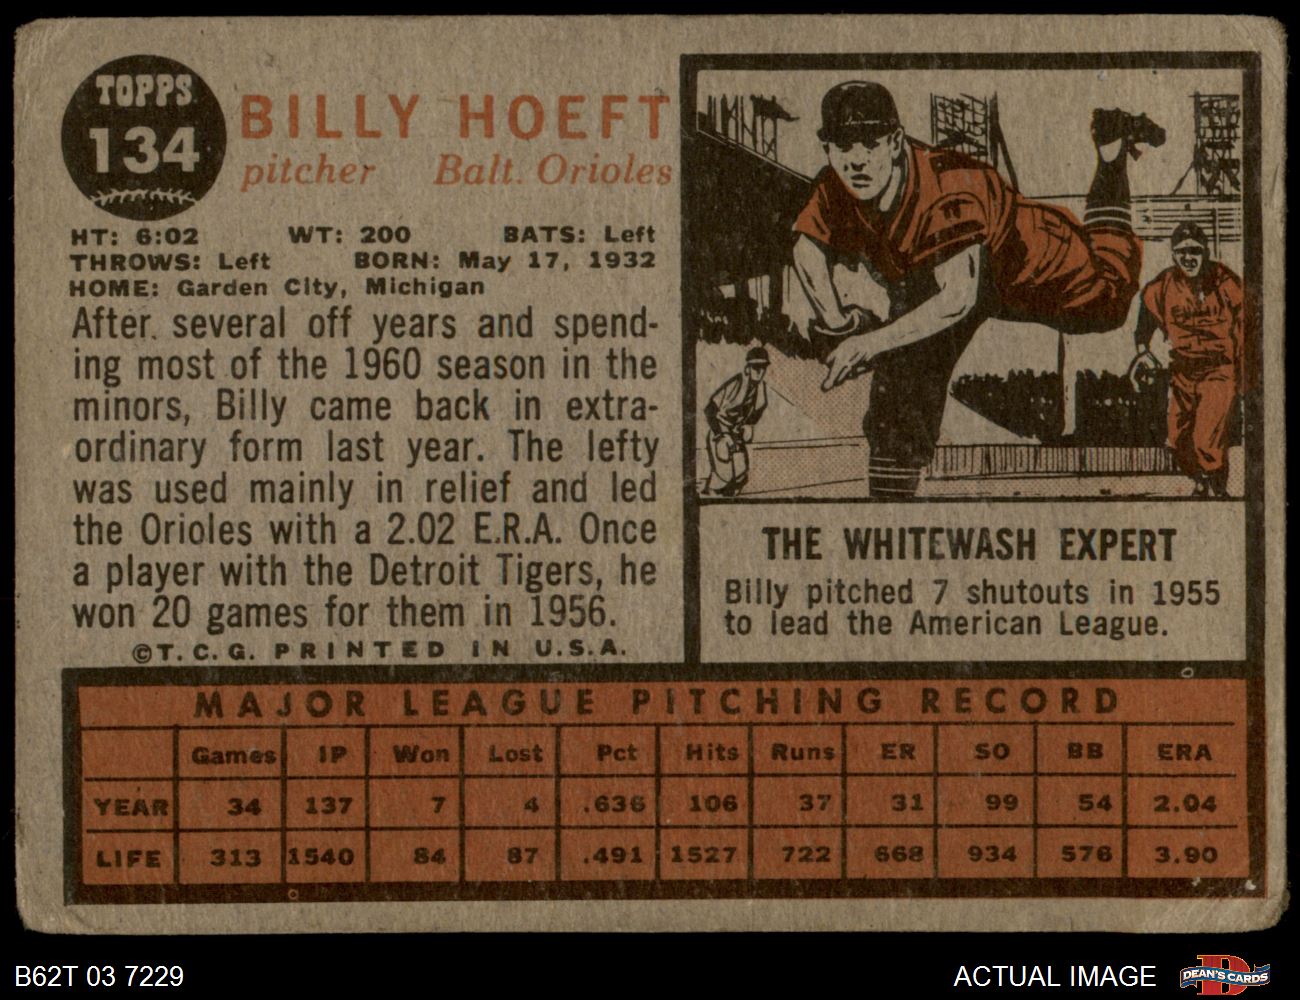 TOPPS
134
BILLY HOEFT
pitcher Balt. Orioles
HT: 6:02 WT: 200 BATS: Left
THROWS: Left BORN: May 17, 1932
HOME: Garden City, Michigan
After several off years and spend-
ing most of the 1960 season in the
minors, Billy came back in extra-
ordinary form last year. The lefty
was used mainly in relief and led
the Orioles with a 2.02 E.R.A. Once
a player with the Detroit Tigers, he
won 20 games for them in 1956.
©T. C. G. PRINTED IN U.S.A.
THE WHITEWASH EXPERT
Billy pitched 7 shutouts in 1955
to lead the American League.
MAJOR LEAGUE PITCHING RECORD
Games IP Won Lost Pct Hits Runs ER SO BB ERA
YEAR 34 137 7 4 .636 106 37 31 99 54 2.04
LIFE 313 1540 84 87 .491 1527 722 668 934 576 3.90
B62T 03 7229
ACTUAL IMAGE
DEAN'S CARDS